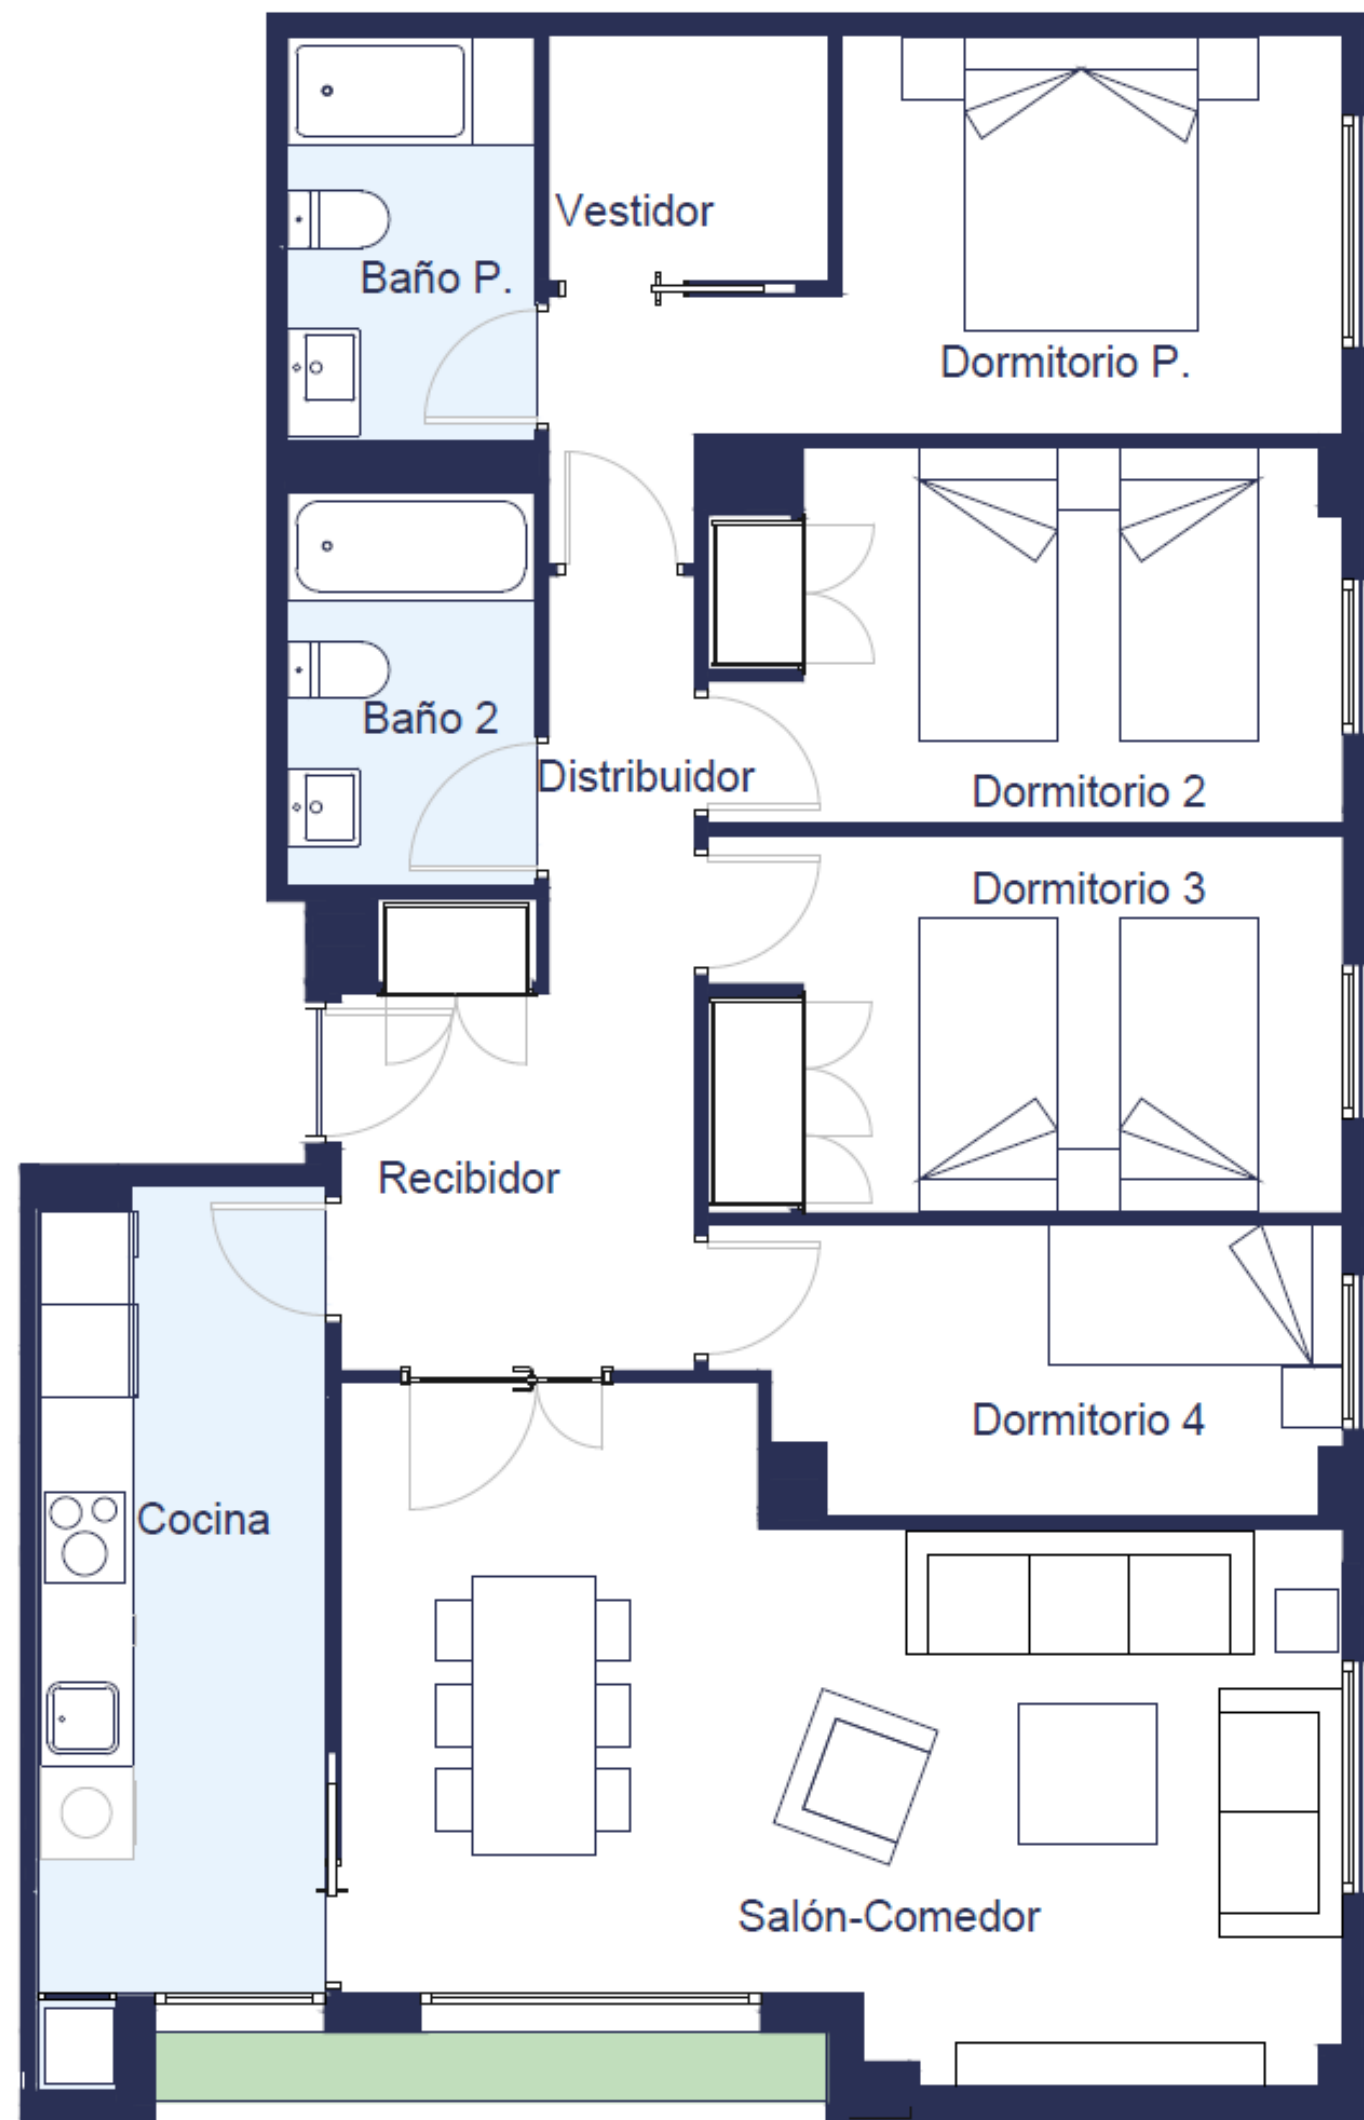 Vestidor
Baño P.
Dormitorio P.
Baño 2
Distribuidor
Dormitorio 2
Dormitorio 3
Recibidor
Dormitorio 4
Cocina
Salón-Comedor